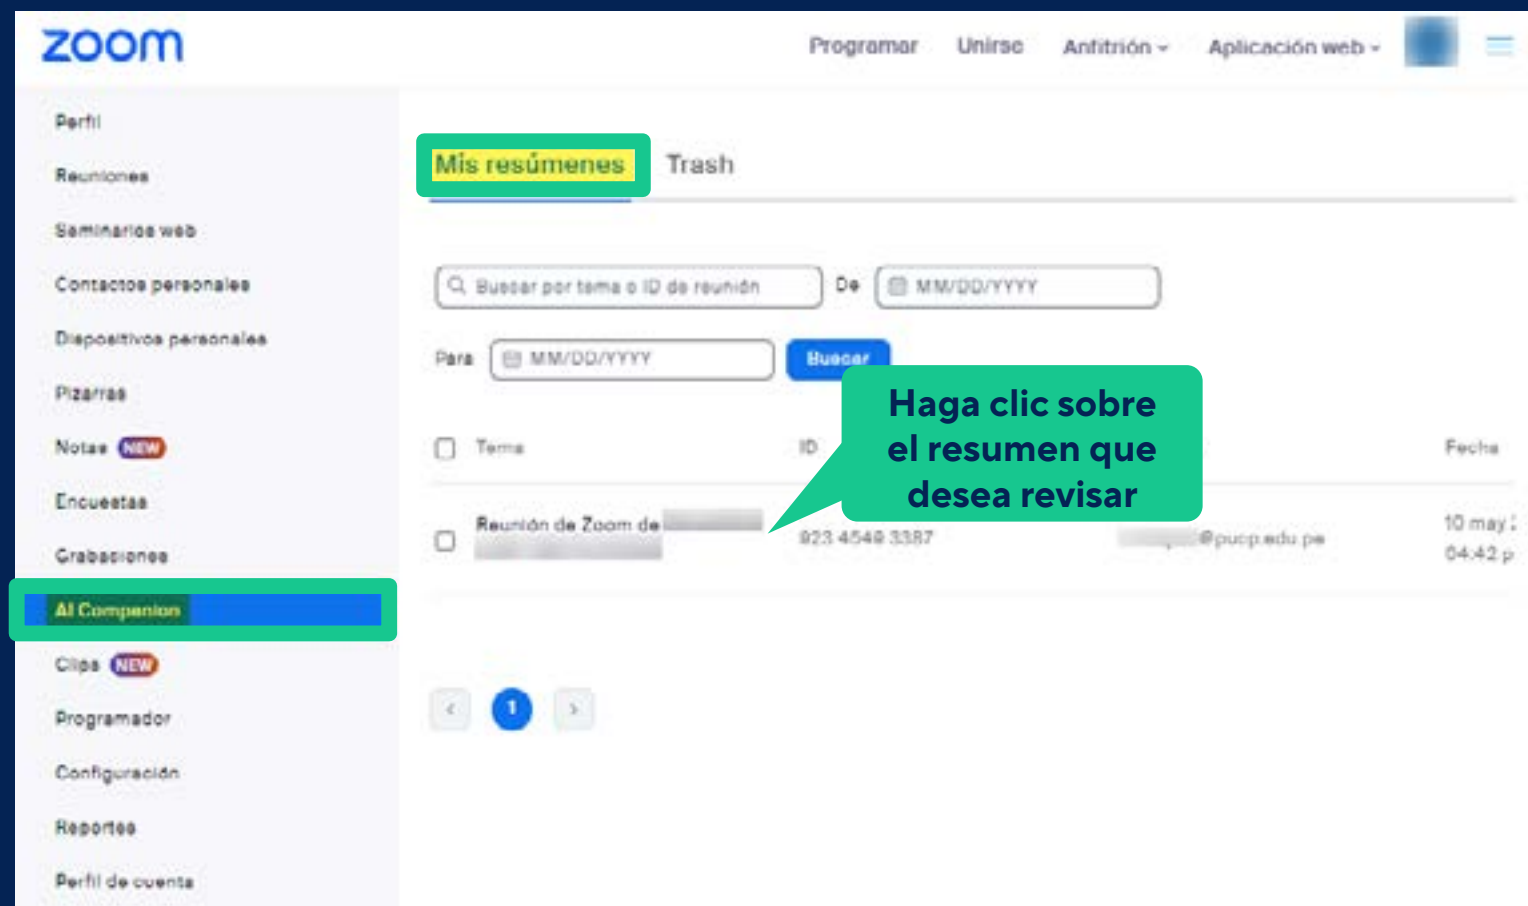 zoom
Programar Unirse Anfitrión Aplicación web
Perfil
Reuniones
Seminarios web
Contactos personales
Dispositivos personales
Pizarras
Notas NEW
Encuestas
Grabaciones
AI Companion
Clips NEW
Programador
Configuración
Reportes
Perfil de cuenta
Mis resúmenes Trash
Buscar por tema o ID de reunión De MM/DD/YYYY
Para MM/DD/YYYY Buscar
Haga clic sobre
el resumen que
desea revisar
Tema ID Fecha
Reunión de Zoom de
923 4549 3387 @pucp.edu.pe 10 may
04:42 p
1